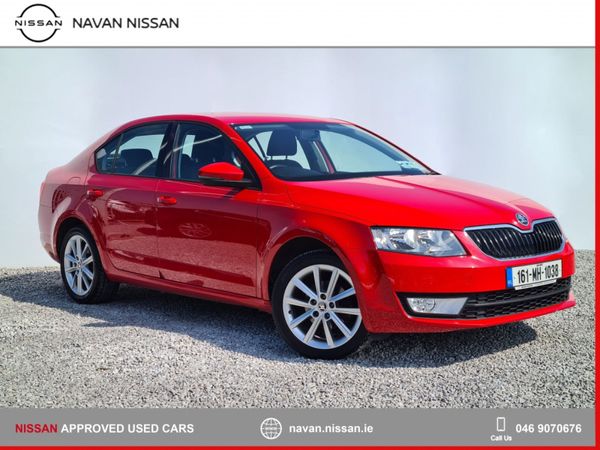 NISSAN
NAVAN NISSAN
161-MH-1038
NISSAN APPROVED USED CARS
navan.nissan.ie
046 9070676
Call Us